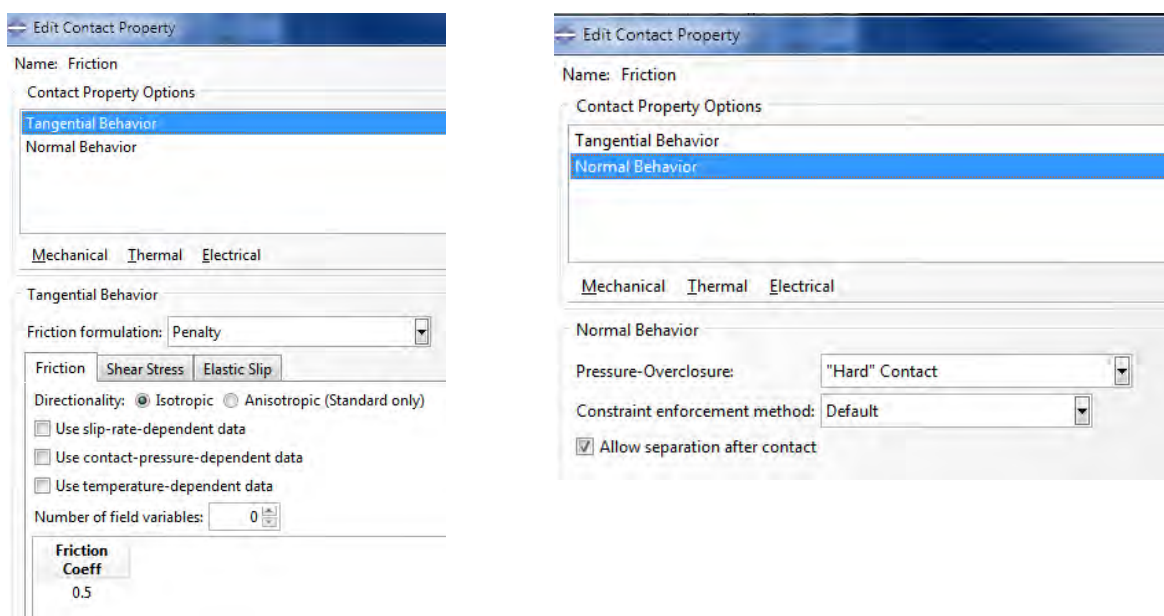 Edit Contact Property
Name: Friction
Contact Property Options
Tangential Behavior
Normal Behavior
Mechanical Thermal Electrical
Tangential Behavior
Friction formulation: Penalty
Friction Shear Stress Elastic Slip
Directionality: Isotropic Anisotropic (Standard only)
Use slip-rate-dependent data
Use contact-pressure-dependent data
Use temperature-dependent data
Number of field variables: 0
Friction
Coeff
0.5
Edit Contact Property
Name: Friction
Contact Property Options
Tangential Behavior
Normal Behavior
Mechanical Thermal Electrical
Normal Behavior
Pressure-Overclosure: "Hard" Contact
Constraint enforcement method: Default
Allow separation after contact